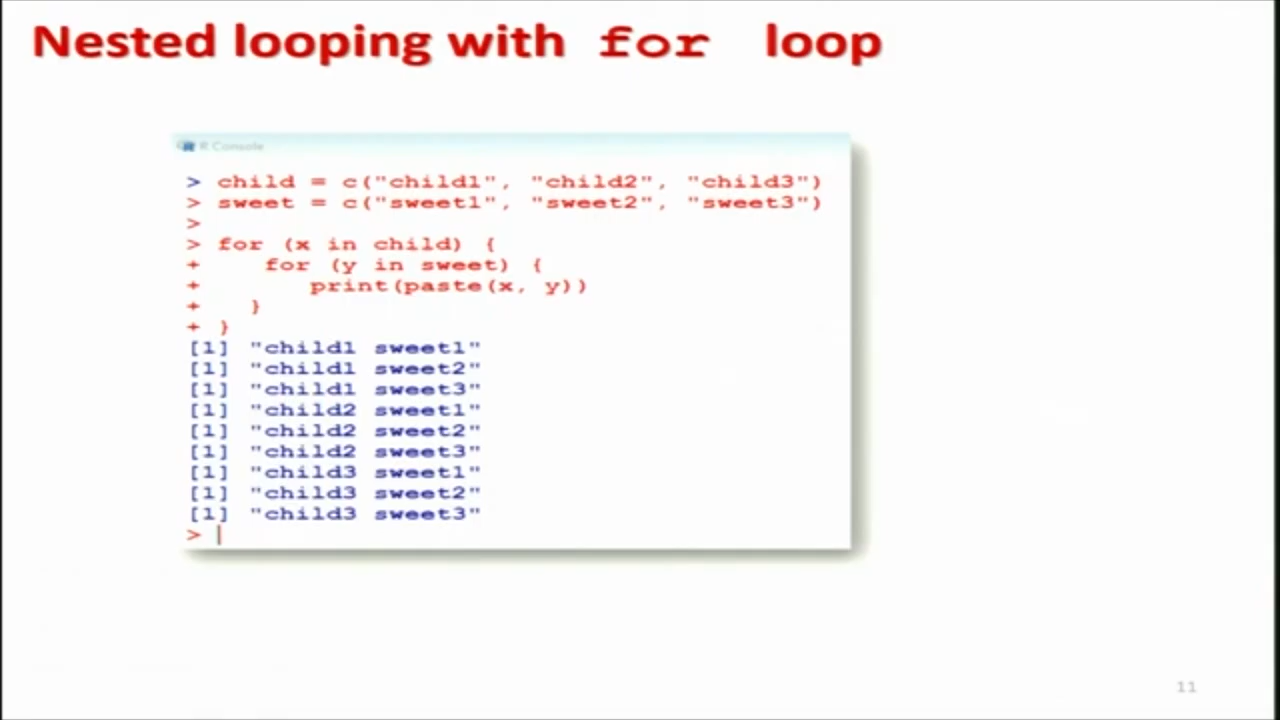 Nested looping with for loop
R Console
> child = c("child1", "child2", "child3")
> sweet = c("sweet1", "sweet2", "sweet3")
>
> for (x in child) {
+    for (y in sweet) {
+       print(paste(x, y))
+    }
+ }
[1] "child1 sweet1"
[1] "child1 sweet2"
[1] "child1 sweet3"
[1] "child2 sweet1"
[1] "child2 sweet2"
[1] "child2 sweet3"
[1] "child3 sweet1"
[1] "child3 sweet2"
[1] "child3 sweet3"
> |
11